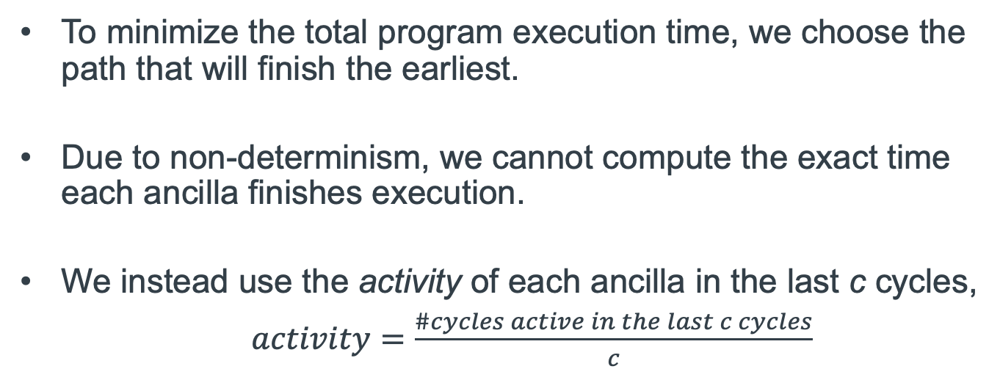 • To minimize the total program execution time, we choose the
path that will finish the earliest.
• Due to non-determinism, we cannot compute the exact time
each ancilla finishes execution.
• We instead use the activity of each ancilla in the last c cycles,
activity = #cycles active in the last c cycles
c